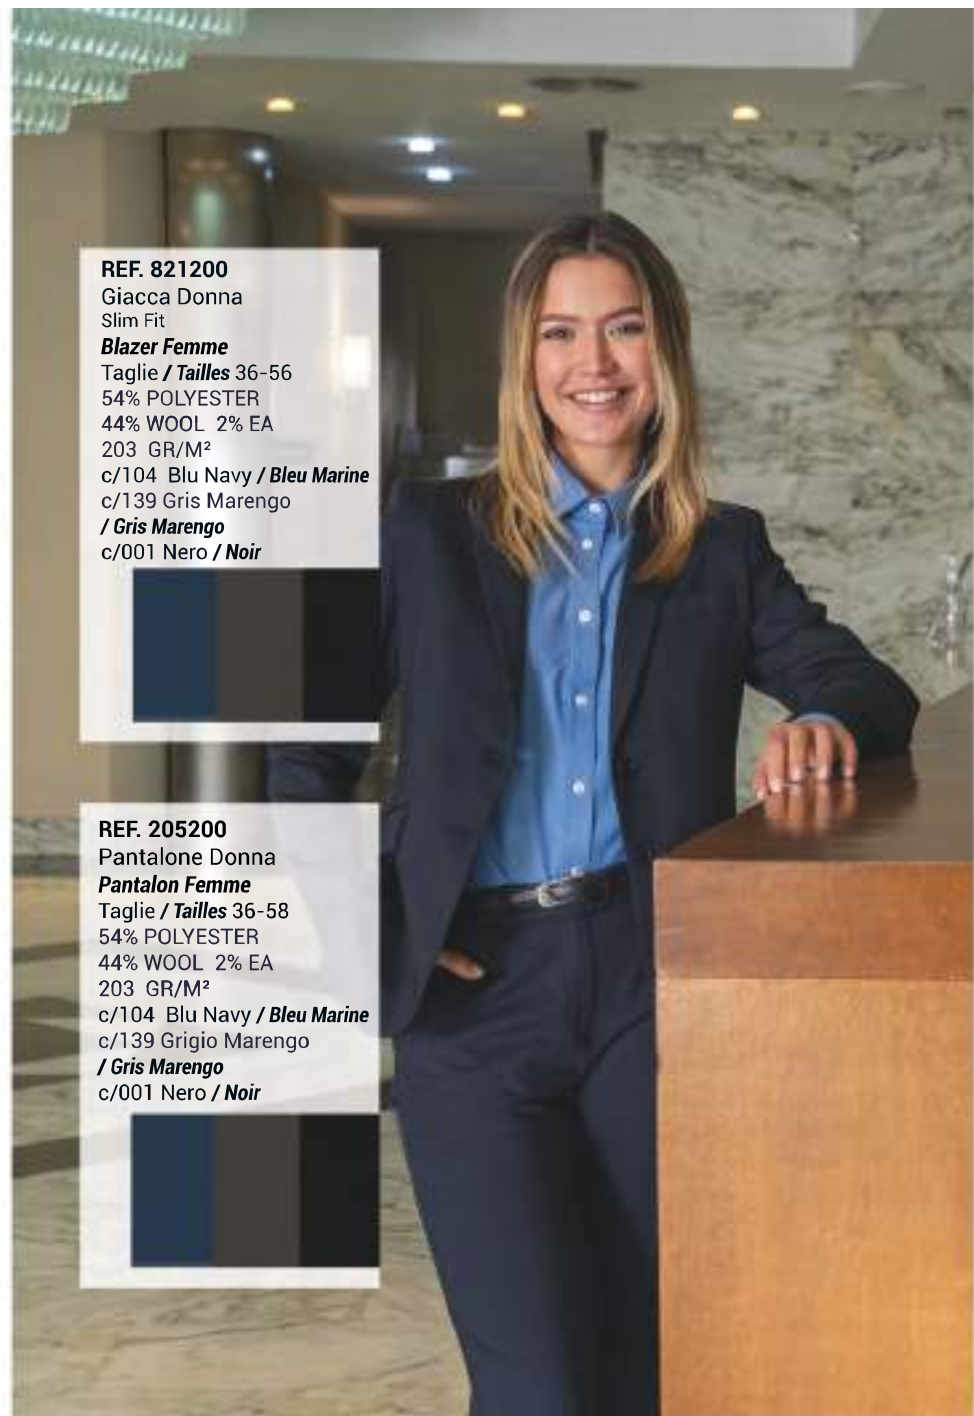 REF. 821200
Giacca Donna
Slim Fit
Blazer Femme
Taglie / Tailles 36-56
54% POLYESTER
44% WOOL 2% EA
203 GR/M²
c/104 Blu Navy / Bleu Marine
c/139 Gris Marengo
/ Gris Marengo
c/001 Nero / Noir
REF. 205200
Pantalone Donna
Pantalon Femme
Taglie / Tailles 36-58
54% POLYESTER
44% WOOL 2% EA
203 GR/M²
c/104 Blu Navy / Bleu Marine
c/139 Grigio Marengo
/ Gris Marengo
c/001 Nero / Noir